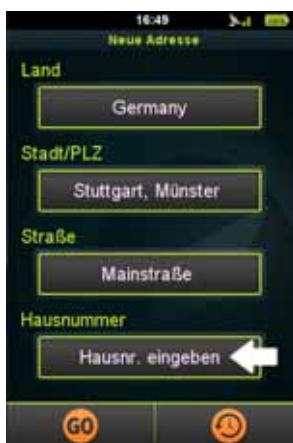 16:49
Neue Adresse
Land
Germany
Stadt/PLZ
Stuttgart, Münster
Straße
Mainstraße
Hausnummer
Hausnr. eingeben
GO